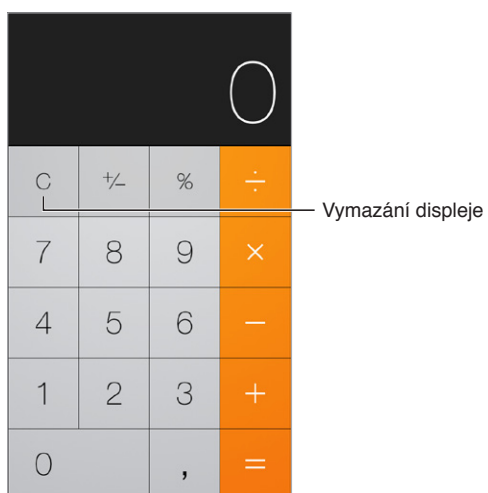 0
C ⁺∕₋ % ÷
Vymazání displeje
7 8 9 ×
4 5 6 −
1 2 3 +
0 , =